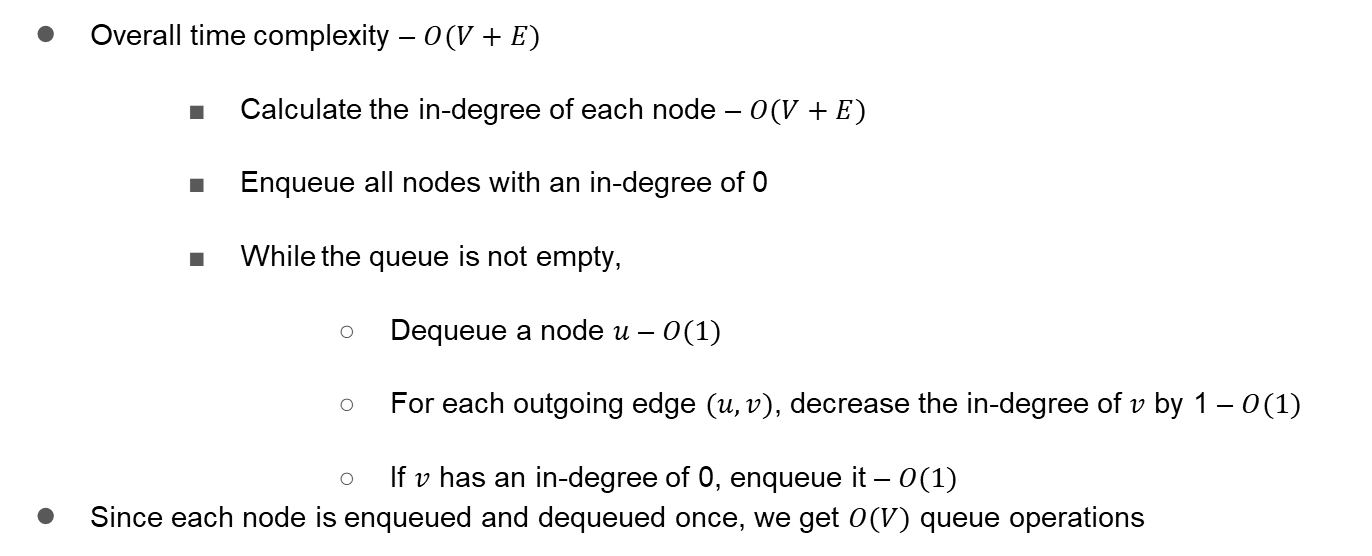 ● Overall time complexity – O(V + E)
■ Calculate the in-degree of each node – O(V + E)
■ Enqueue all nodes with an in-degree of 0
■ While the queue is not empty,
○ Dequeue a node u – O(1)
○ For each outgoing edge (u, v), decrease the in-degree of v by 1 – O(1)
○ If v has an in-degree of 0, enqueue it – O(1)
● Since each node is enqueued and dequeued once, we get O(V) queue operations